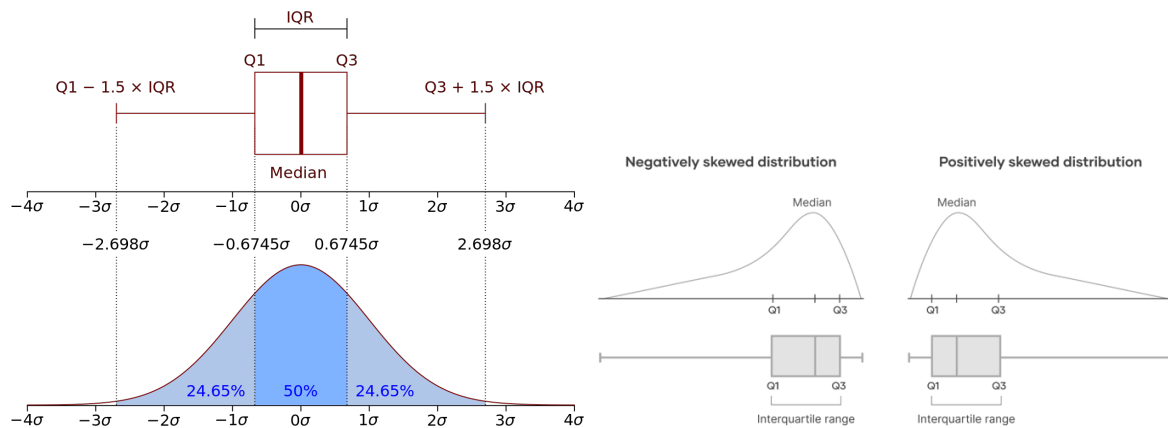 IQR
Q1 Q3
Q1 − 1.5 × IQR Q3 + 1.5 × IQR
Median
−4σ −3σ −2σ −1σ 0σ 1σ 2σ 3σ 4σ
−2.698σ −0.6745σ 0.6745σ 2.698σ
24.65% 50% 24.65%
−4σ −3σ −2σ −1σ 0σ 1σ 2σ 3σ 4σ
Negatively skewed distribution
Median
Q1 Q3
Q1 Q3
Interquartile range
Positively skewed distribution
Median
Q1 Q3
Q1 Q3
Interquartile range